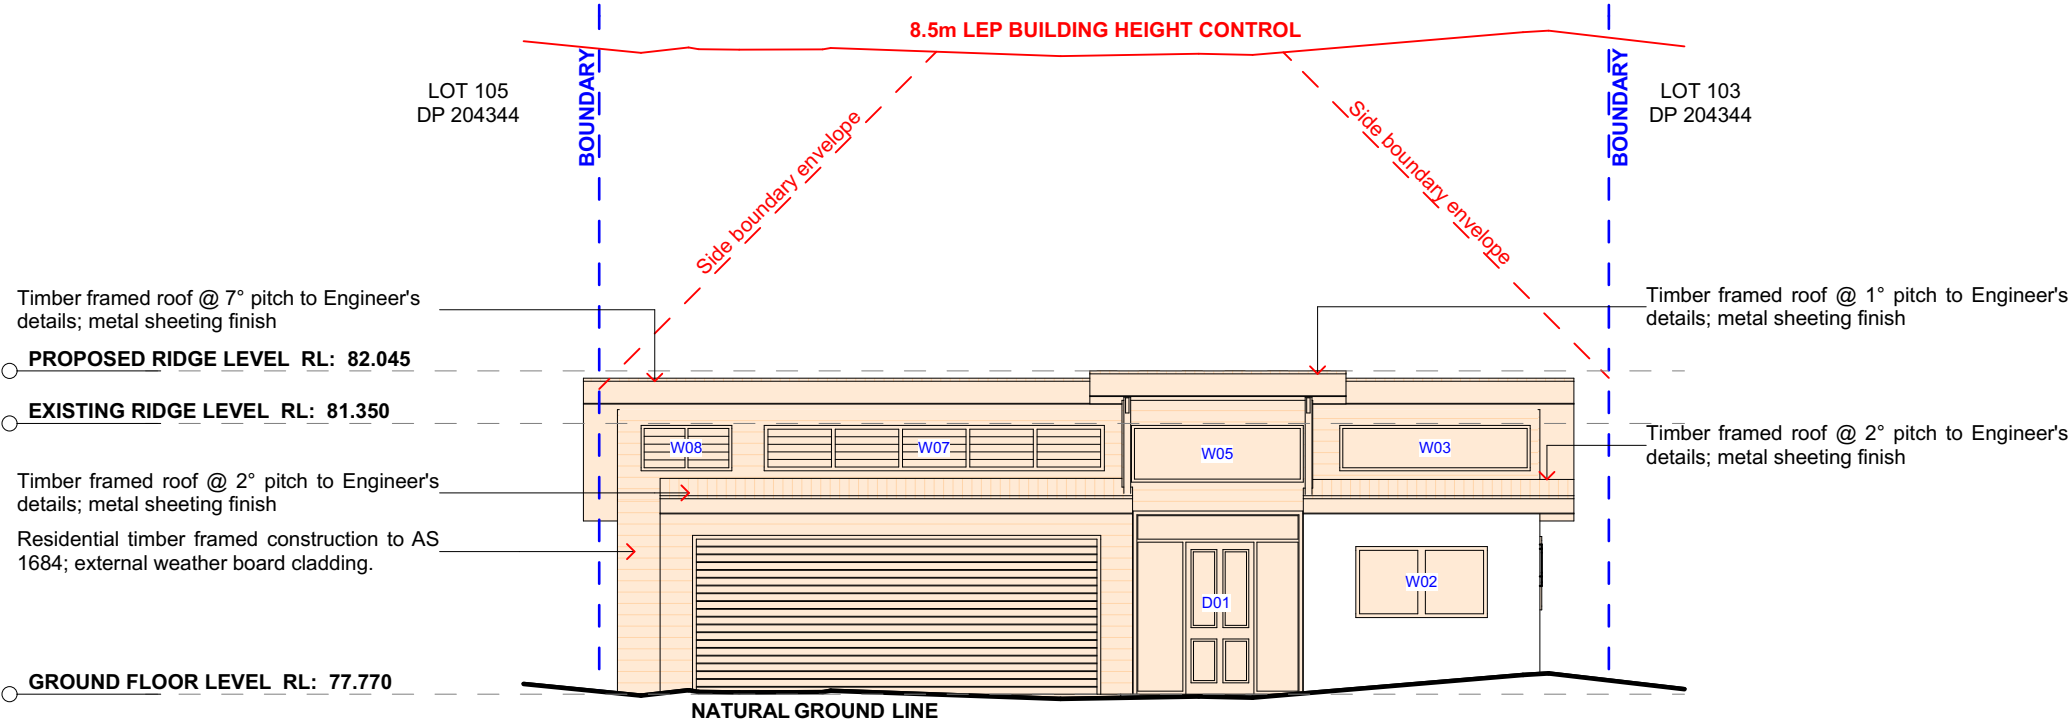 8.5m LEP BUILDING HEIGHT CONTROL
LOT 105
DP 204344
BOUNDARY
Side boundary envelope
Side boundary envelope
BOUNDARY
LOT 103
DP 204344
Timber framed roof @ 7° pitch to Engineer's
details; metal sheeting finish
Timber framed roof @ 1° pitch to Engineer's
details; metal sheeting finish
PROPOSED RIDGE LEVEL RL: 82.045
EXISTING RIDGE LEVEL RL: 81.350
W08
W07
W05
W03
Timber framed roof @ 2° pitch to Engineer's
details; metal sheeting finish
Timber framed roof @ 2° pitch to Engineer's
details; metal sheeting finish
Residential timber framed construction to AS
1684; external weather board cladding.
W02
D01
GROUND FLOOR LEVEL RL: 77.770
NATURAL GROUND LINE